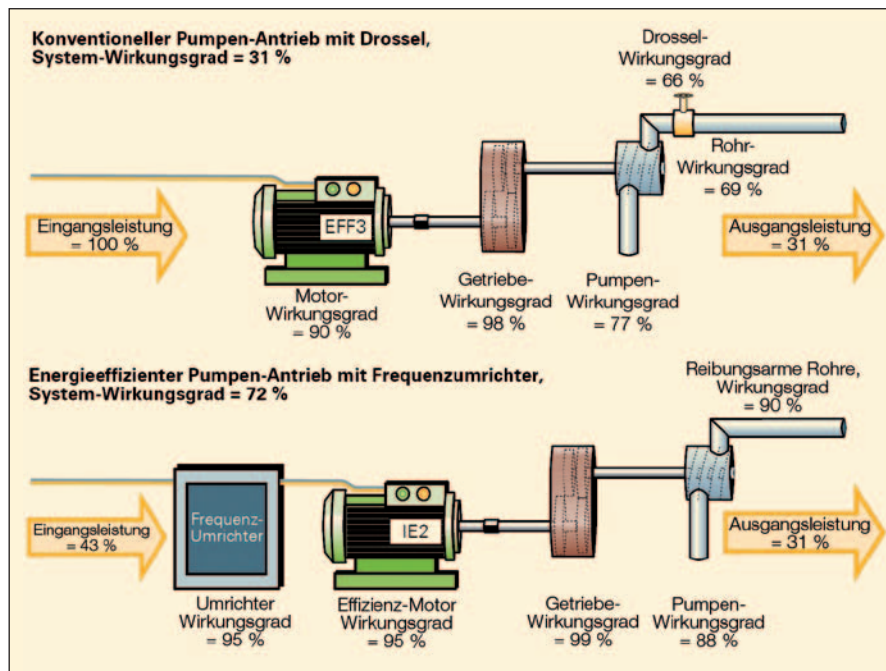 Konventioneller Pumpen-Antrieb mit Drossel,
System-Wirkungsgrad = 31 %
Drossel-
Wirkungsgrad
= 66 %
Rohr-
Wirkungsgrad
= 69 %
Eingangsleistung
= 100 %
EFF3
Ausgangsleistung
= 31 %
Motor-
Wirkungsgrad
= 90 %
Getriebe-
Wirkungsgrad
= 98 %
Pumpen-
Wirkungsgrad
= 77 %
Energieeffizienter Pumpen-Antrieb mit Frequenzumrichter,
System-Wirkungsgrad = 72 %
Reibungsarme Rohre,
Wirkungsgrad
= 90 %
Eingangsleistung
= 43 %
Frequenz-
Umrichter
IE2
Ausgangsleistung
= 31 %
Umrichter
Wirkungsgrad
= 95 %
Effizienz-Motor
Wirkungsgrad
= 95 %
Getriebe-
Wirkungsgrad
= 99 %
Pumpen-
Wirkungsgrad
= 88 %